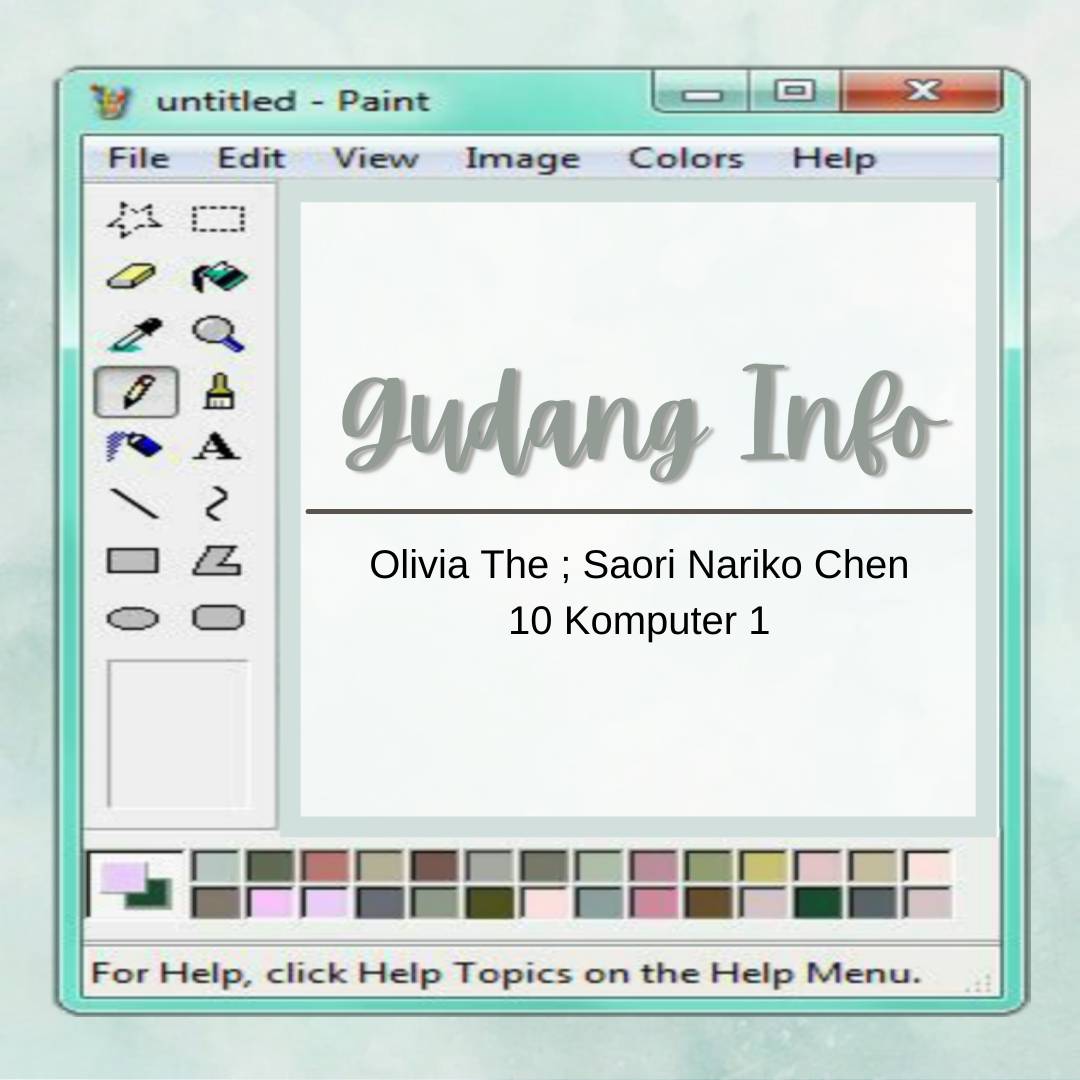 untitled - Paint
File Edit View Image Colors Help
A
gudang Info
Olivia The ; Saori Nariko Chen
10 Komputer 1
For Help, click Help Topics on the Help Menu.